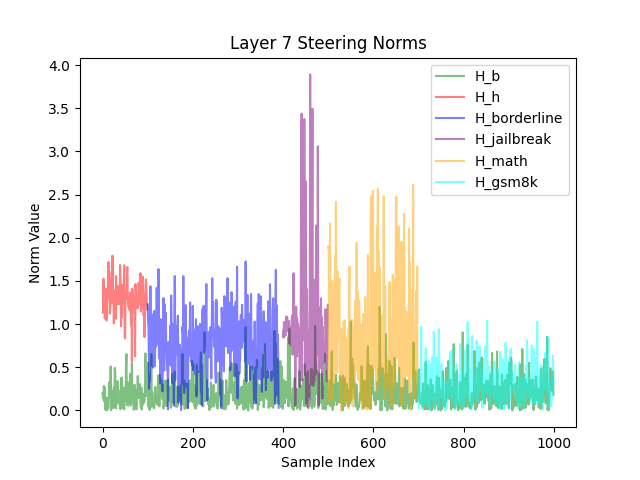 Layer 7 Steering Norms
4.0
3.5
3.0
2.5
2.0
1.5
1.0
0.5
0.0
Norm Value
H_b
H_h
H_borderline
H_jailbreak
H_math
H_gsm8k
0 200 400 600 800 1000
Sample Index